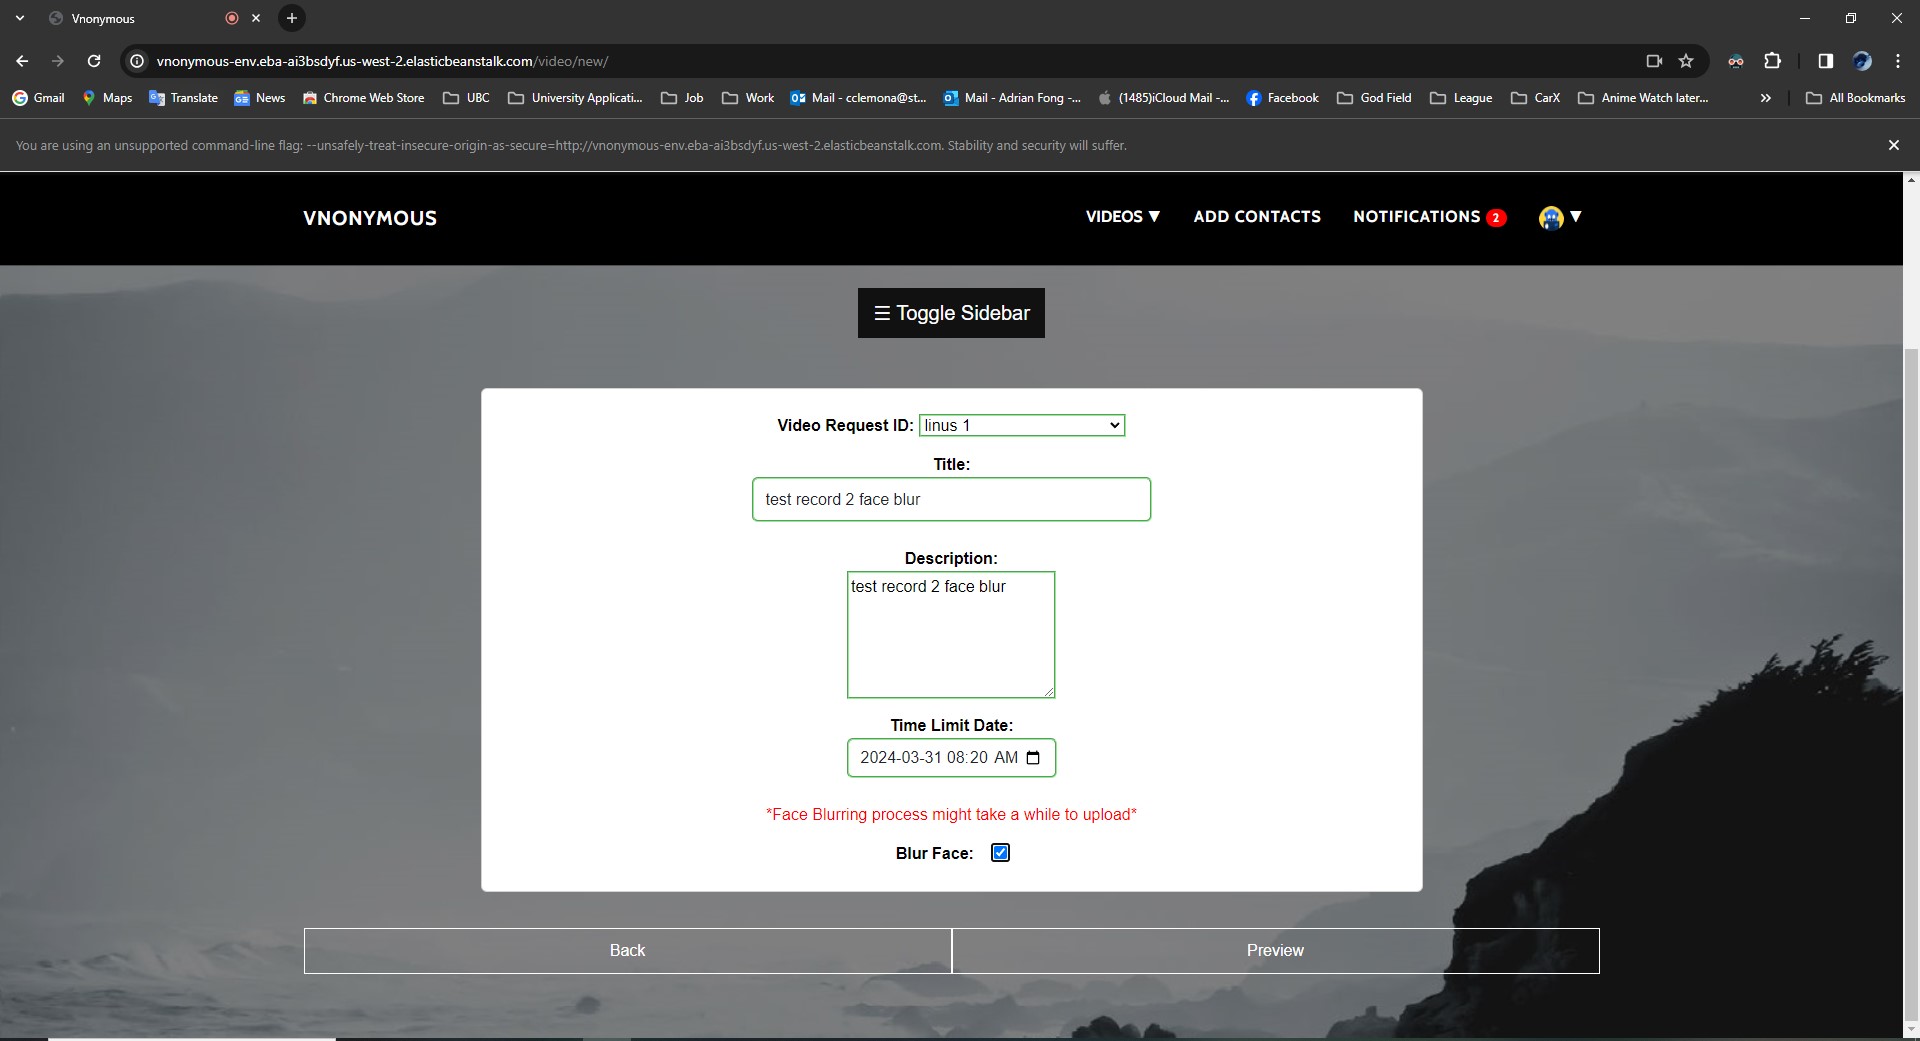 Vnonymous
vnonymous-env.eba-ai3bsdyf.us-west-2.elasticbeanstalk.com/video/new/
Gmail Maps Translate News Chrome Web Store UBC University Applicati... Job Work Mail - cclemona@st... Mail - Adrian Fong -... (1485)iCloud Mail -... Facebook God Field League CarX Anime Watch later... » All Bookmarks
You are using an unsupported command-line flag: --unsafely-treat-insecure-origin-as-secure=http://vnonymous-env.eba-ai3bsdyf.us-west-2.elasticbeanstalk.com. Stability and security will suffer.
VNONYMOUS VIDEOS ▼ ADD CONTACTS NOTIFICATIONS 2 ▼
☰ Toggle Sidebar
Video Request ID: linus 1
Title:
test record 2 face blur
Description:
test record 2 face blur
Time Limit Date:
2024-03-31 08:20 AM
*Face Blurring process might take a while to upload*
Blur Face:
Back Preview